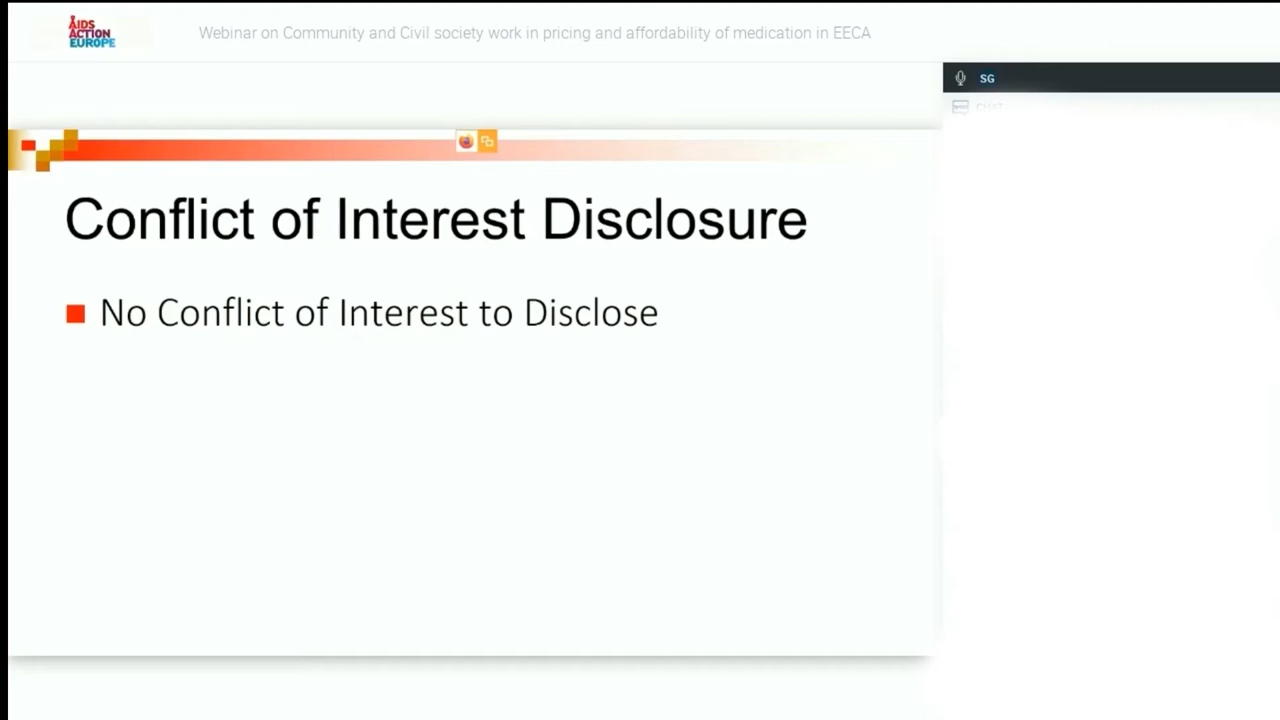 AIDS
ACTION
EUROPE
Webinar on Community and Civil society work in pricing and affordability of medication in EECA
SG
CHAT
Conflict of Interest Disclosure
No Conflict of Interest to Disclose